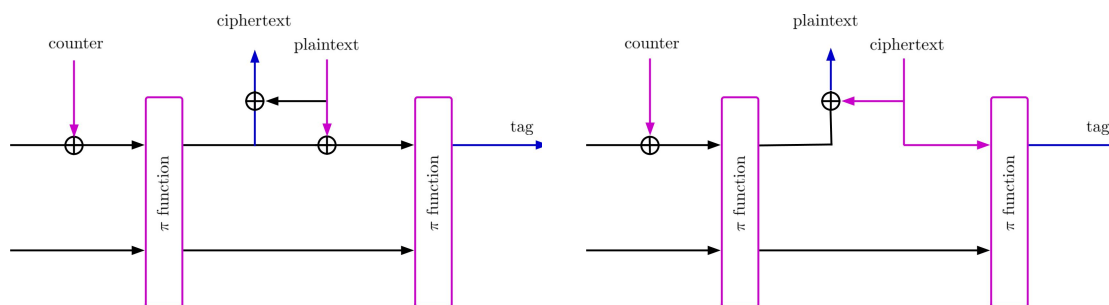 ciphertext
counter
plaintext
π function
π function
tag
plaintext
counter
ciphertext
π function
π function
tag